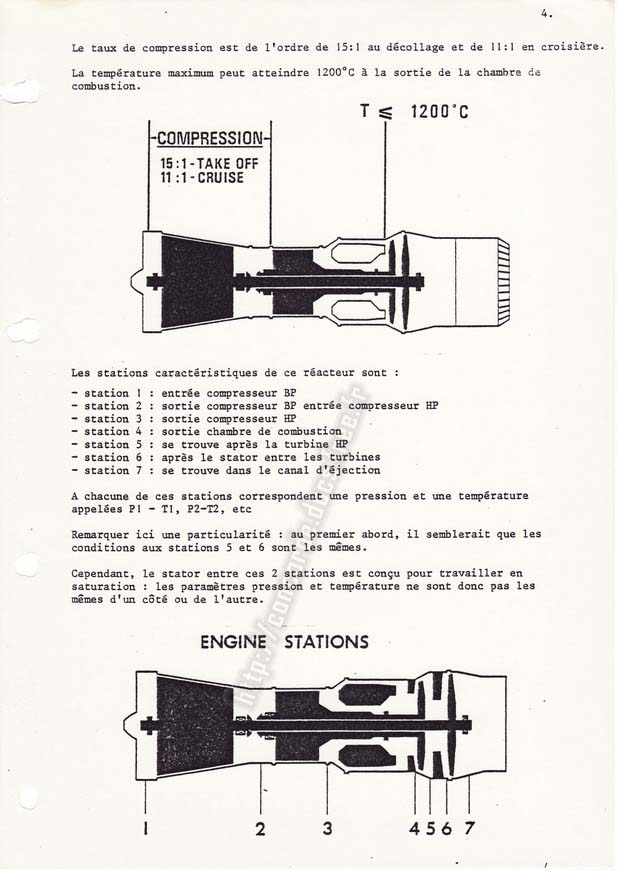 4.
Le taux de compression est de l'ordre de 15:1 au décollage et de 11:1 en croisière.
La température maximum peut atteindre 1200°C à la sortie de la chambre de
combustion.
T ≤ 1200°C
COMPRESSION
15:1-TAKE OFF
11:1-CRUISE
Les stations caractéristiques de ce réacteur sont :
- station 1 : entrée compresseur BP
- station 2 : sortie compresseur BP entrée compresseur HP
- station 3 : sortie compresseur HP
- station 4 : sortie chambre de combustion
- station 5 : se trouve après la turbine HP
- station 6 : après le stator entre les turbines
- station 7 : se trouve dans le canal d'éjection
A chacune de ces stations correspondent une pression et une température
appelées P1 - T1, P2-T2, etc
Remarquer ici une particularité : au premier abord, il semblerait que les
conditions aux stations 5 et 6 sont les mêmes.
Cependant, le stator entre ces 2 stations est conçu pour travailler en
saturation : les paramètres pression et température ne sont donc pas les
mêmes d'un côté ou de l'autre.
ENGINE STATIONS
1 2 3 4 5 6 7